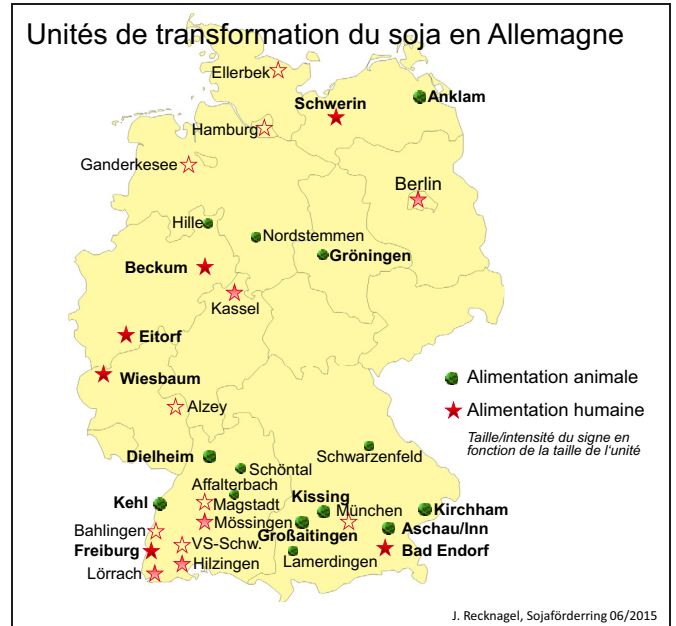 Unités de transformation du soja en Allemagne
Ellerbek
Anklam
Schwerin
Hamburg
Ganderkesee
Berlin
Hille
Nordstemmen
Gröningen
Beckum
Kassel
Eitorf
Wiesbaum
Alimentation animale
Alzey
Alimentation humaine
Taille/intensité du signe en
fonction de la taille de l'unité
Dielheim
Schwarzenfeld
Schöntal
Affalterbach
Kehl
Magstadt
Kissing
München
Kirchham
Mössingen
Bahlingen
Großaitingen
Aschau/Inn
Freiburg
VS-Schw.
Bad Endorf
Lamerdingen
Hilzingen
Lörrach
J. Recknagel, Sojaförderring 06/2015